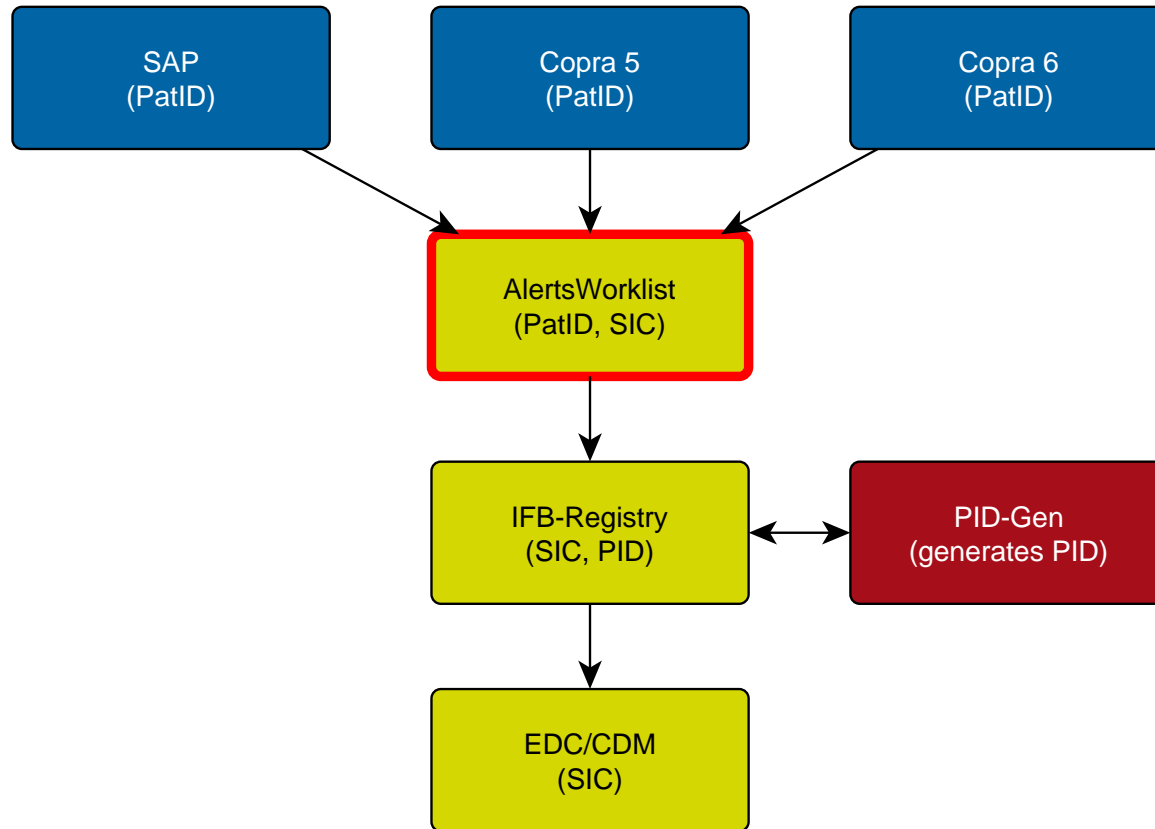 SAP
(PatID)
Copra 5
(PatID)
Copra 6
(PatID)
AlertsWorklist
(PatID, SIC)
IFB-Registry
(SIC, PID)
PID-Gen
(generates PID)
EDC/CDM
(SIC)